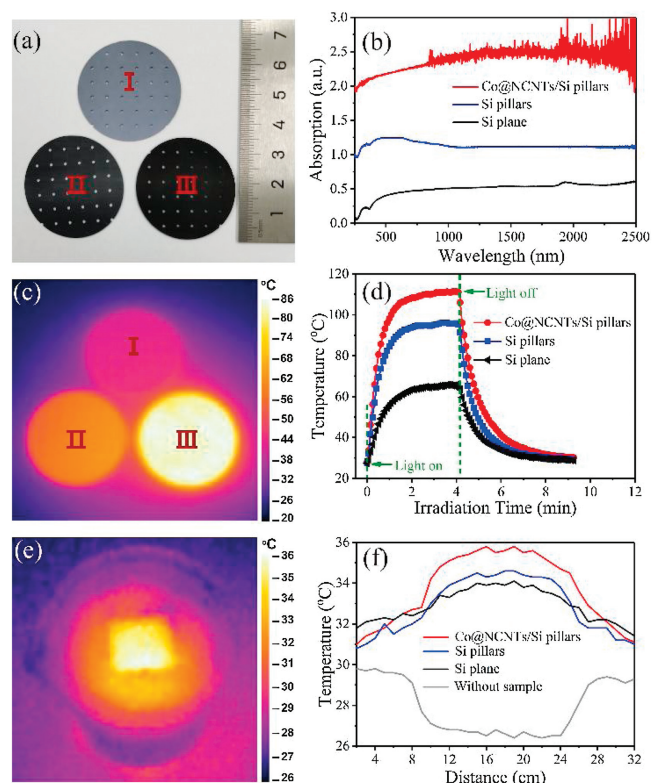 (a)
I
II
III
1 2 3 4 5 6 7
(b)
Absorption (a.u.)
3.0
2.5
2.0
1.5
1.0
0.5
0.0
Co@NCNTs/Si pillars
Si pillars
Si plane
500 1000 1500 2000 2500
Wavelength (nm)
(c)
I
II
III
°C
86
80
74
68
62
56
50
44
38
32
26
20
(d)
Temperature (°C)
120
100
80
60
40
20
Light off
Co@NCNTs/Si pillars
Si pillars
Si plane
Light on
0 2 4 6 8 10
Irradiation Time (min)
(e)
°C
36
35
34
33
32
31
30
29
28
27
26
(f)
Temperature (°C)
36
34
32
30
28
26
Co@NCNTs/Si pillars
Si pillars
Si plane
Without sample
4 8 12 16 20 24 28 32
Distance (cm)